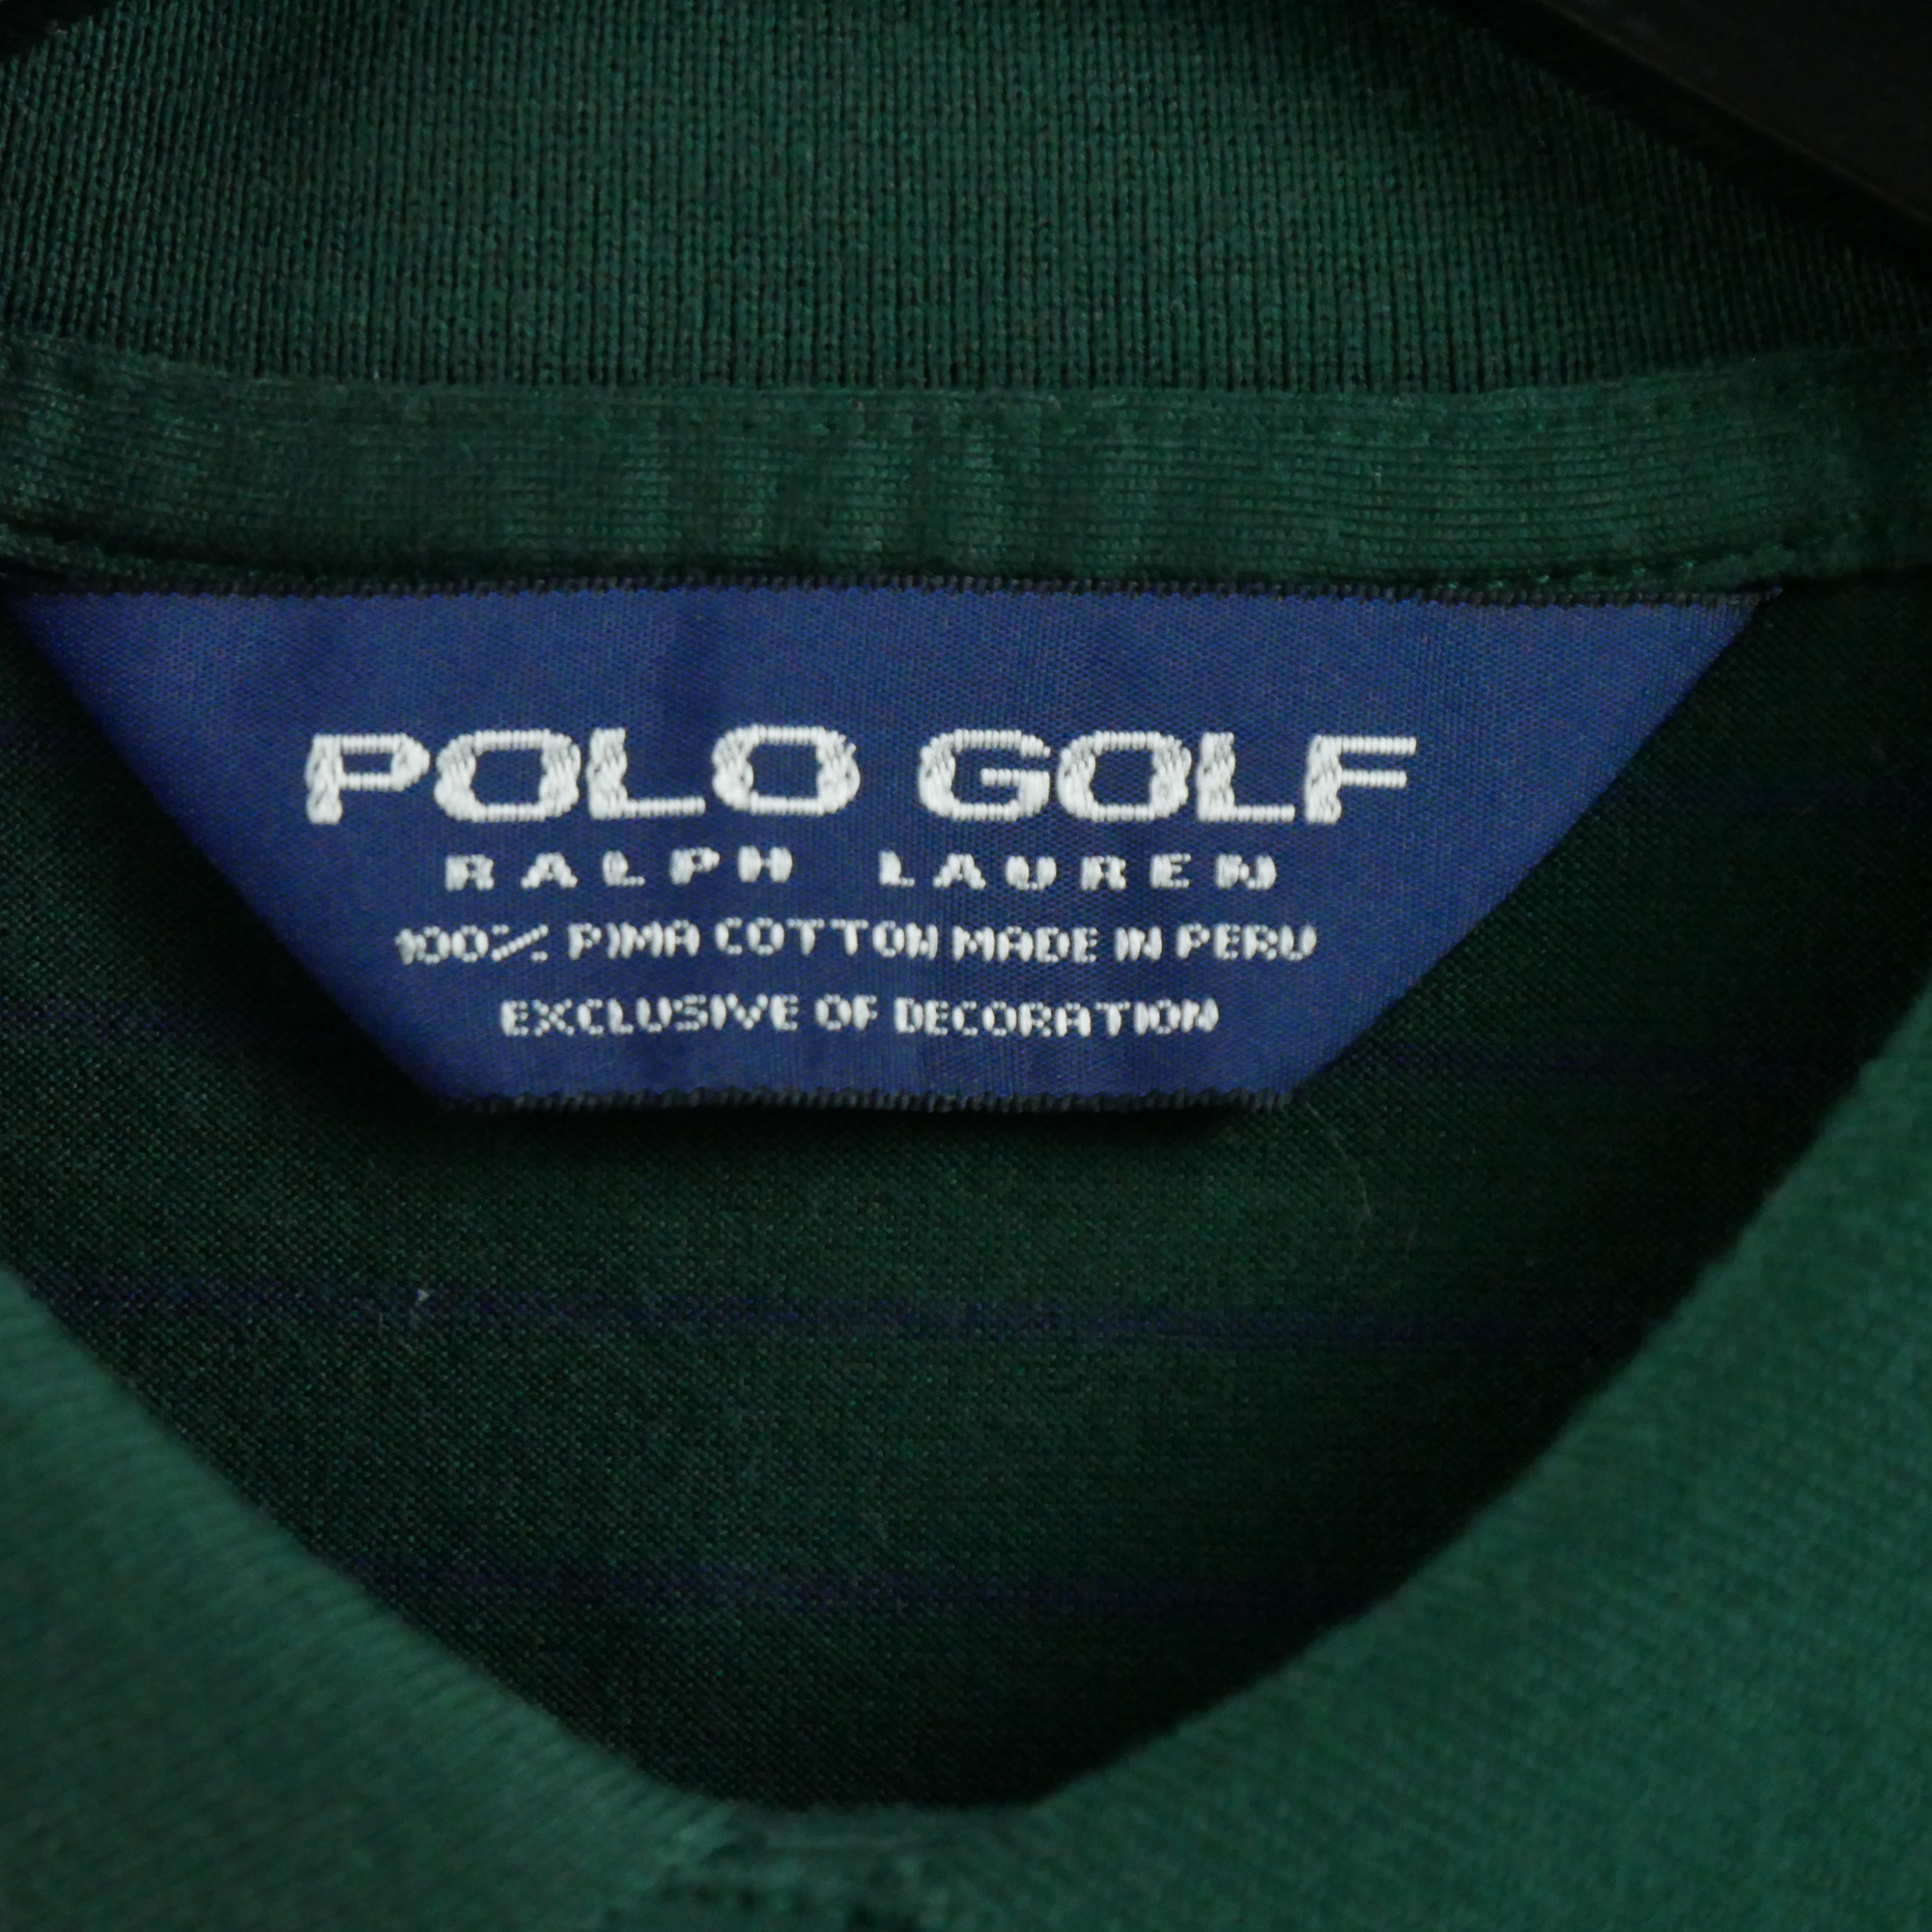 POLO GOLF
RALPH LAUREN
100% PIMA COTTON MADE IN PERU
EXCLUSIVE OF DECORATION